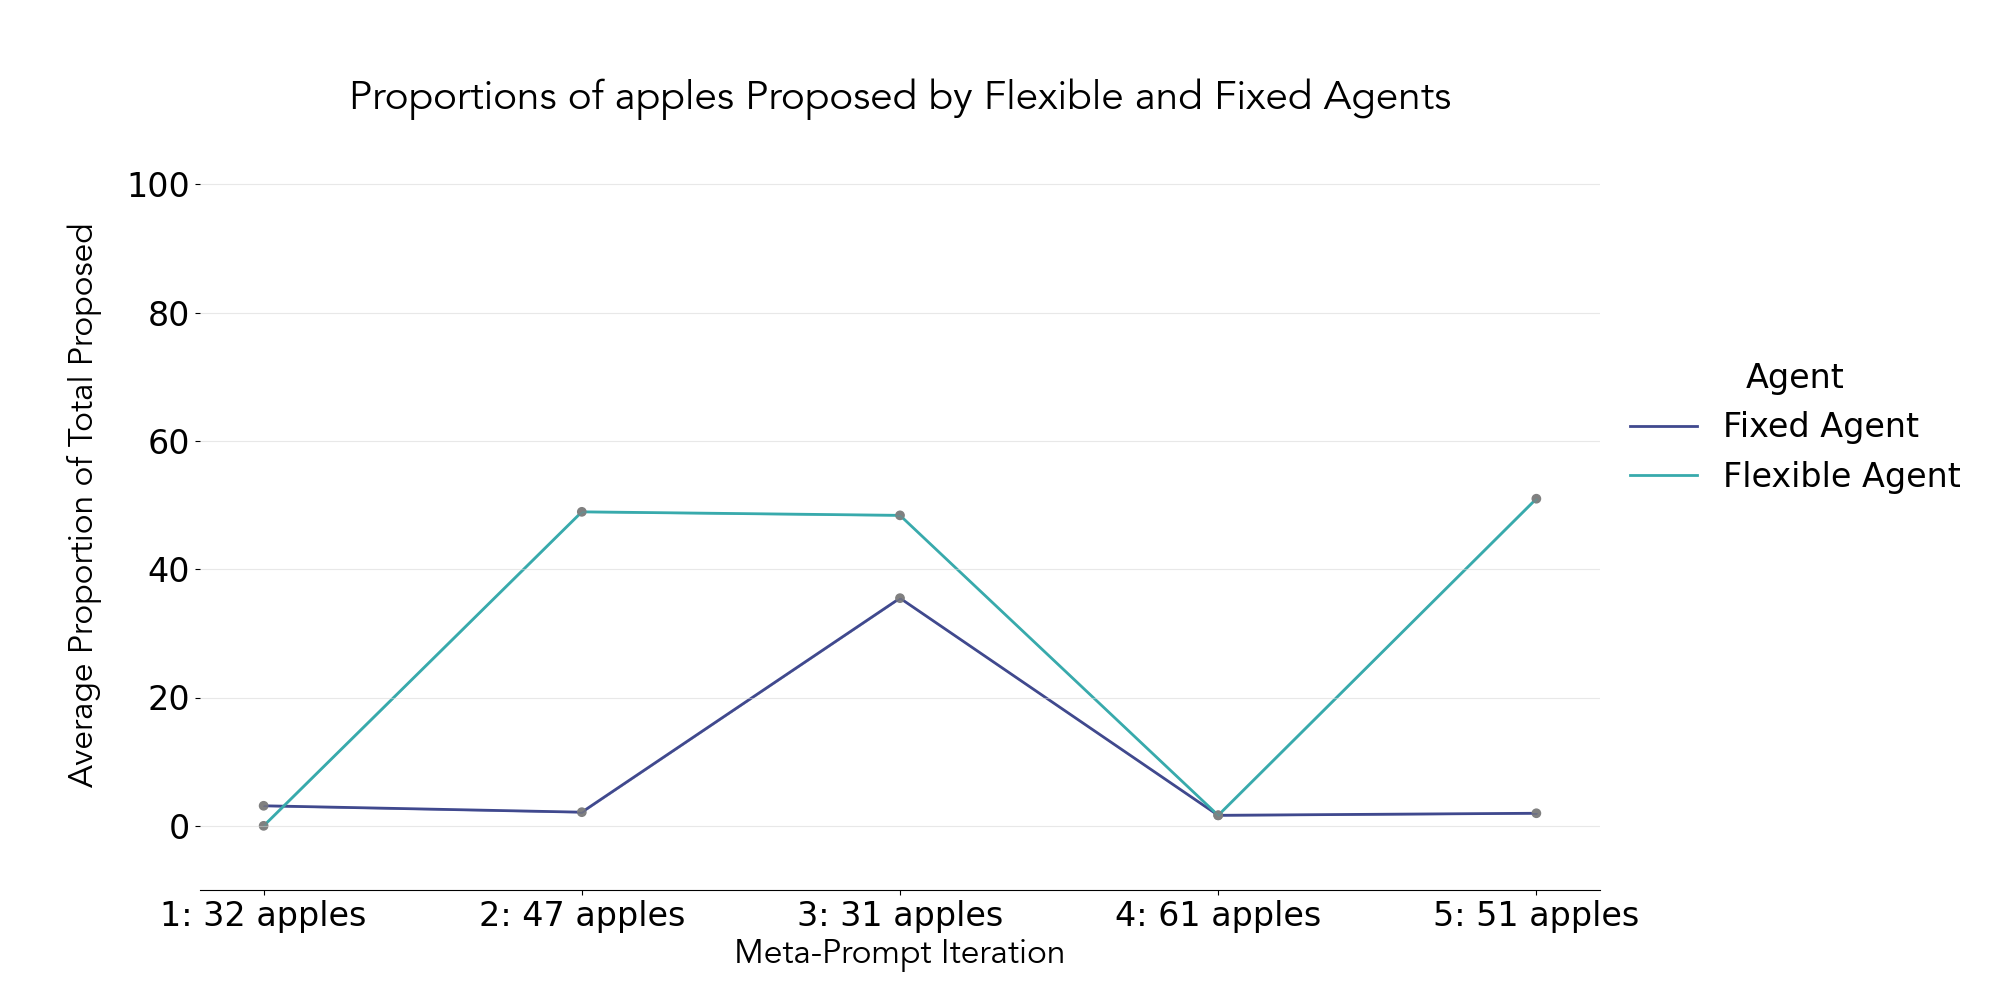 Proportions of apples Proposed by Flexible and Fixed Agents
Average Proportion of Total Proposed
100
80
60
40
20
0
1: 32 apples
2: 47 apples
3: 31 apples
4: 61 apples
5: 51 apples
Meta-Prompt Iteration
Agent
Fixed Agent
Flexible Agent